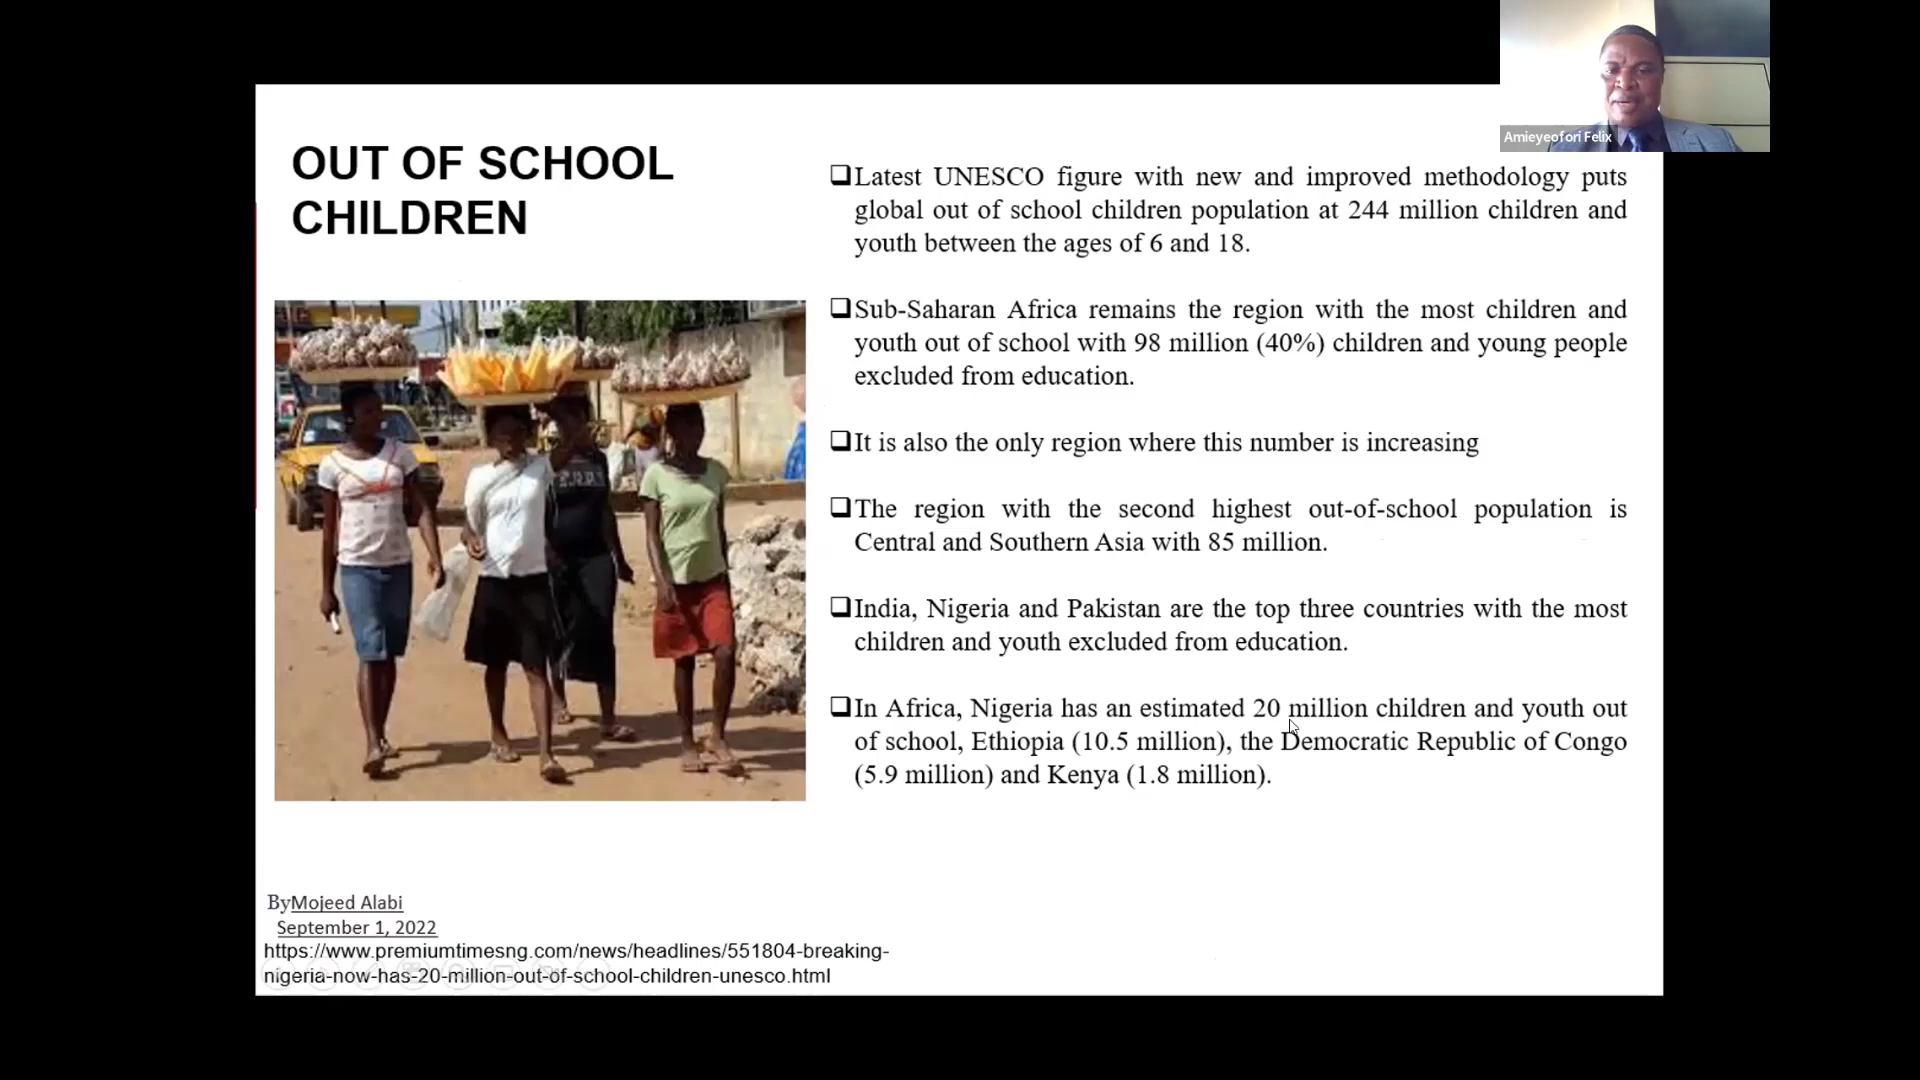 Amieyeofori Felix
OUT OF SCHOOL
CHILDREN
❑Latest UNESCO figure with new and improved methodology puts
global out of school children population at 244 million children and
youth between the ages of 6 and 18.
❑Sub-Saharan Africa remains the region with the most children and
youth out of school with 98 million (40%) children and young people
excluded from education.
❑It is also the only region where this number is increasing
❑The region with the second highest out-of-school population is
Central and Southern Asia with 85 million.
❑India, Nigeria and Pakistan are the top three countries with the most
children and youth excluded from education.
❑In Africa, Nigeria has an estimated 20 million children and youth out
of school, Ethiopia (10.5 million), the Democratic Republic of Congo
(5.9 million) and Kenya (1.8 million).
ByMojeed Alabi
September 1, 2022
https://www.premiumtimesng.com/news/headlines/551804-breaking-
nigeria-now-has-20-million-out-of-school-children-unesco.html